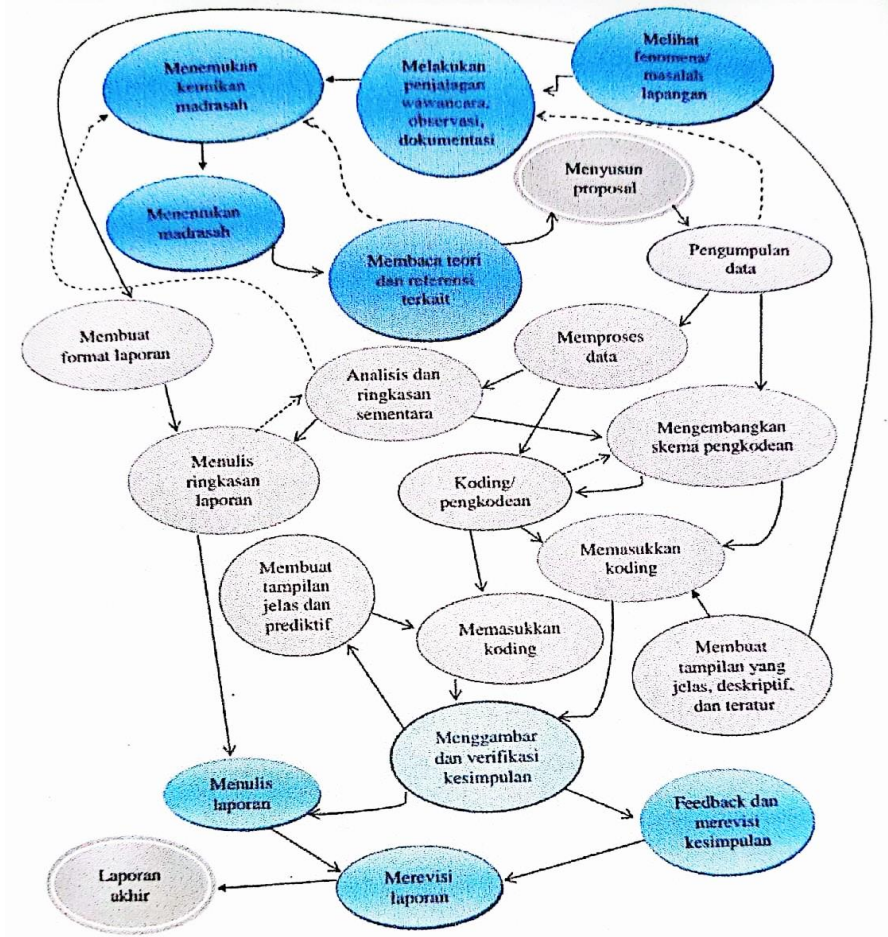 Menemukan
keunikan
madrasah
Melakukan
penjalagan
wawancara,
observasi,
dokumentasi
Melihat
fenomena/
masalah
lapangan
Menyusun
proposal
Menentukan
madrasah
Membaca teori
dan referensi
terkait
Pengumpulan
data
Membuat
format laporan
Memproses
data
Analisis dan
ringkasan
sementara
Mengembangkan
skema pengkodean
Menulis
ringkasan
laporan
Koding/
pengkodean
Memasukkan
koding
Membuat
tampilan
jelas dan
prediktif
Memasukkan
koding
Membuat
tampilan yang
jelas, deskriptif,
dan teratur
Menggambar
dan verifikasi
kesimpulan
Menulis
laporan
Feedback dan
merevisi
kesimpulan
Laporan
akhir
Merevisi
laporan